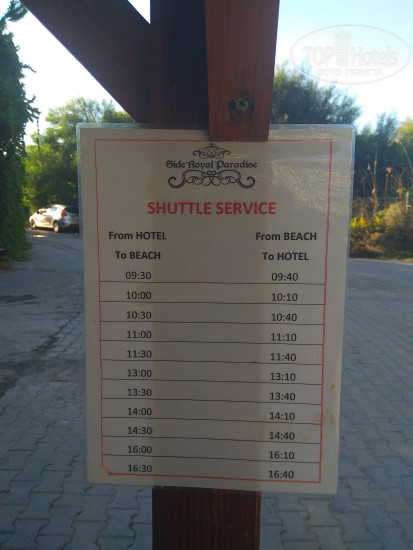 TOPHotels
ФОТО ТУРИСТА
Side Royal Paradise
SHUTTLE SERVICE
From HOTEL From BEACH
To BEACH To HOTEL
09:30 09:40
10:00 10:10
10:30 10:40
11:00 11:10
11:30 11:40
13:00 13:10
13:30 13:40
14:00 14:10
14:30 14:40
16:00 16:10
16:30 16:40